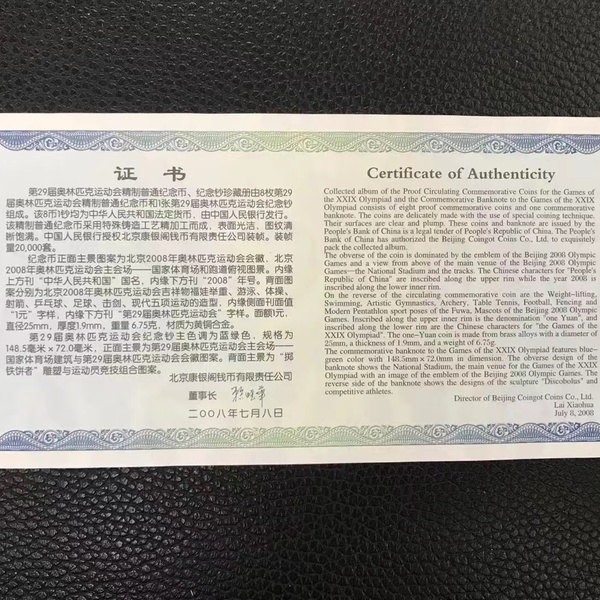 证 书
第29届奥林匹克运动会精制普通纪念币、纪念钞珍藏册由8枚第29
届奥林匹克运动会精制普通纪念币和1张第29届奥林匹克运动会纪念钞
组成。该8币1钞均为中华人民共和国法定货币，由中国人民银行发行。
该精制普通纪念币采用特殊铸造工艺精加工而成，表面光洁，图纹清
晰饱满。中国人民银行授权北京康银阁钱币有限责任公司装帧。装帧
量20,000套。
纪念币正面主景图案为北京2008年奥林匹克运动会会徽，北
京2008年奥林匹克运动会主会场——国家体育场和跑道俯视图景。内缘
上方刊“中华人民共和国”国名，内缘下方刊“2008”年号。背面图
案分别为北京2008年奥林匹克运动会吉祥物福娃举重、游泳、体操、
射箭、乒乓球、足球、击剑、现代五项运动的造型，内缘侧面刊面值
“1元”字样，内缘下方刊“第29届奥林匹克运动会”字样。面额1元，
直径25mm，厚度1.9mm，重量 6.75克，材质为黄铜合金。
第29届奥林匹克运动会纪念钞主色调为蓝绿色，规格为
148.5毫米×72.0毫米，正面主景为第29届奥林匹克运动会主会场——
国家体育场建筑与第29届奥林匹克运动会会徽图案。背面主景为“掷
铁饼者”雕塑与运动员竞技组合图案。
北京康银阁钱币有限责任公司
董事长
二〇〇八年七月八日
Certificate of Authenticity
Collected album of the Proof Circulating Commemorative Coins for the Games of
the XXIX Olympiad and the Commemorative Banknote to the Games of the XXIX
Olympiad consists of eight proof commemorative coins and one commemorative
banknote. The coins are delicately made with the use of special coining technique.
Their surfaces are clear and plump. These coins and banknote are issued by the
People's Bank of China is a legal tender of People's Republic of China. The People's
Bank of China has authorized the Beijing Coingot Coins Co., Ltd. to exquisitely
pack the collected album.
The obverse of the coin is dominated by the emblem of the Beijing 2008 Olympic
Games and a view from above of the main venue of the Beijing 2008 Olympic
Games—the National Stadium and the tracks. The Chinese characters for "People's
Republic of China" are inscribed along the upper rim while the year 2008 is
inscribed along the lower inner rim.
On the reverse of the circulating commemorative coin are the Weight-lifting,
Swimming, Artistic Gymnastics, Archery, Table Tennis, Football, Fencing and
Modern Pentathlon sport poses of the Fuwa, Mascots of the Beijing 2008 Olympic
Games. Inscribed along the upper inner rim is the denomination "one Yuan", and
inscribed along the lower rim are the Chinese characters for "the Games of the
XXIX Olympiad". The one-Yuan coin is made from brass alloys with a diameter of
25mm, a thickness of 1.9mm, and a weight of 6.75g.
The commemorative banknote to the Games of the XXIX Olympiad features blue-
green color with 148.5mm x 72.0mm in dimension. The obverse design of the
banknote shows the National Stadium, the main venue for the Games of the XXIX
Olympiad with an image of the emblem of the Beijing 2008 Olympic Games. The
reverse side of the banknote shows the designs of the sculpture "Discobolus" and
competitive athletes.
Director of Beijing Coingot Coins Co., Ltd.
Lai Xiaohua
July 8, 2008